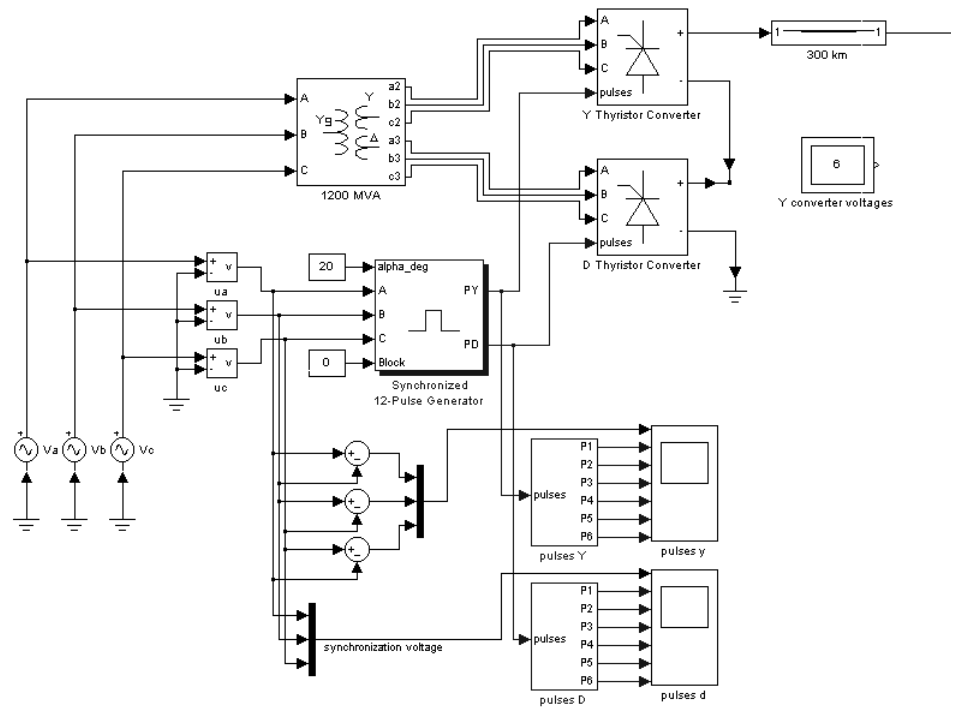 A
B
C
pulses
+
-
Y Thyristor Converter
1 1
300 km
A
B
C
Yg
Y
Δ
a2
b2
c2
a3
b3
c3
1200 MVA
A
B
C
pulses
+
-
D Thyristor Converter
6
Y converter voltages
+
-
v
ua
+
-
v
ub
+
-
v
uc
20
0
alpha_deg
A
B
C
Block
PY
PD
Synchronized
12-Pulse Generator
+
Va
+
Vb
+
Vc
+
-
+
-
+
-
pulses
P1
P2
P3
P4
P5
P6
pulses Y
pulses y
synchronization voltage
pulses
P1
P2
P3
P4
P5
P6
pulses D
pulses d